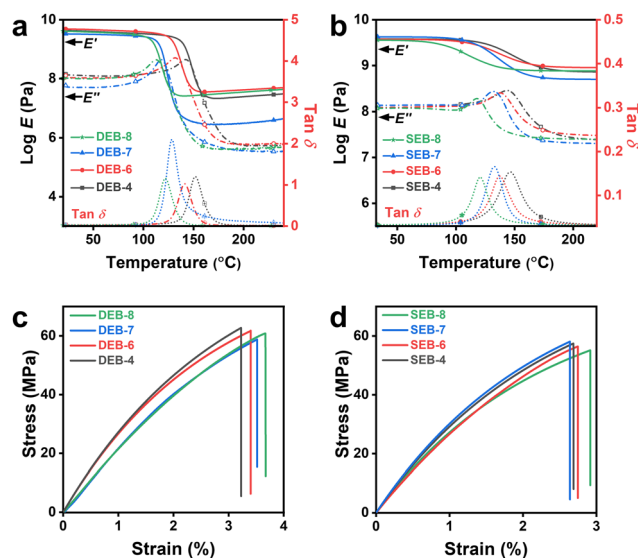 a
Log E (Pa)
10
9
8
7
6
5
4
3
E'
E''
DEB-8
DEB-7
DEB-6
DEB-4
Tan δ
50
100
150
200
Temperature (°C)
5
4
3
2
1
0
Tan δ
b
Log E (Pa)
10
9
8
7
6
E'
E''
SEB-8
SEB-7
SEB-6
SEB-4
Tan δ
50
100
150
200
Temperature (°C)
0.5
0.4
0.3
0.2
0.1
Tan δ
c
Stress (MPa)
60
40
20
0
DEB-8
DEB-7
DEB-6
DEB-4
0
1
2
3
4
Strain (%)
d
Stress (MPa)
60
40
20
0
SEB-8
SEB-7
SEB-6
SEB-4
0
1
2
3
Strain (%)